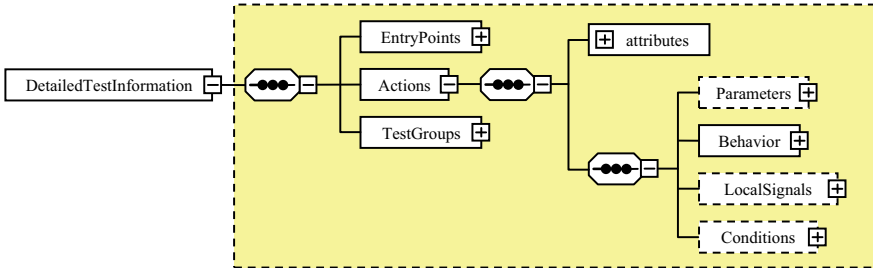 DetailedTestInformation
EntryPoints
Actions
TestGroups
attributes
Parameters
Behavior
LocalSignals
Conditions